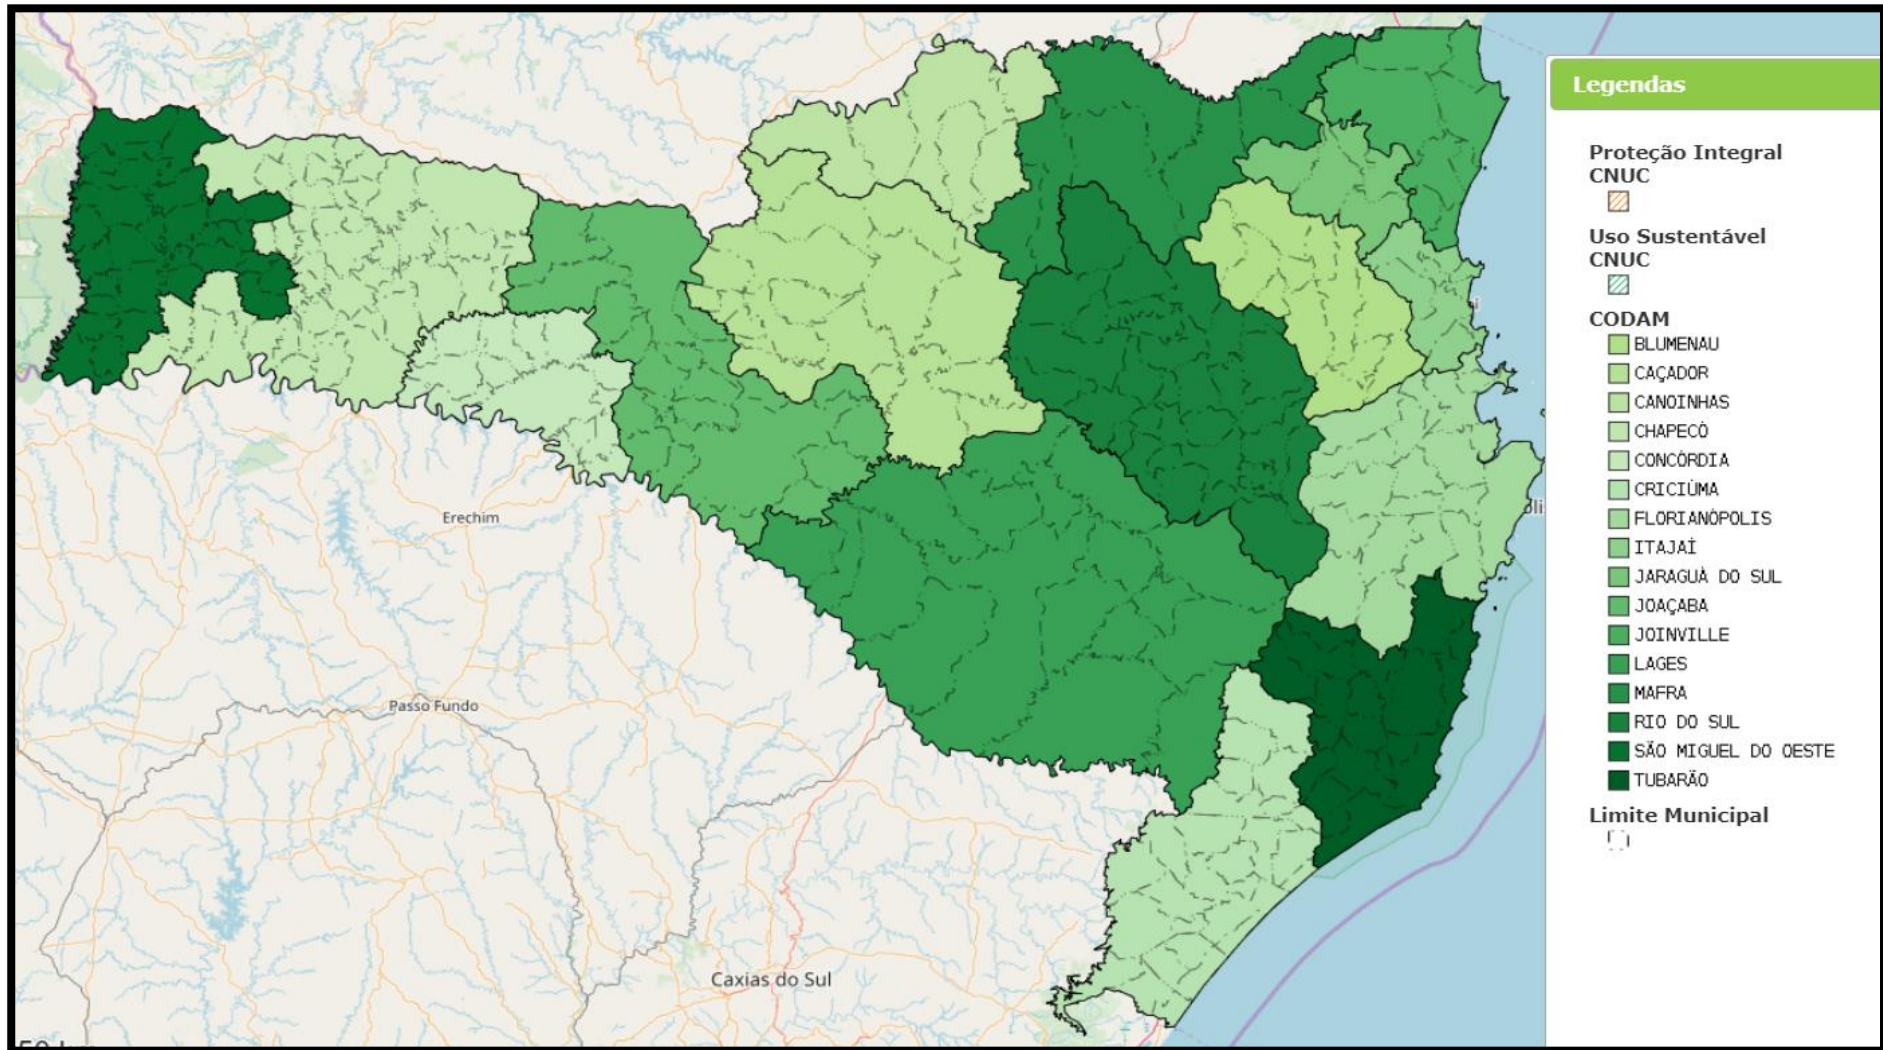 Legendas
Proteção Integral
CNUC
Uso Sustentável
CNUC
CODAM
BLUMENAU
CAÇADOR
CANOINHAS
CHAPECÓ
CONCÓRDIA
CRICIÚMA
FLORIANÓPOLIS
ITAJAÍ
JARAGUÁ DO SUL
JOAÇABA
JOINVILLE
LAGES
MAFRA
RIO DO SUL
SÃO MIGUEL DO OESTE
TUBARÃO
Limite Municipal
Erechim
Passo Fundo
Caxias do Sul